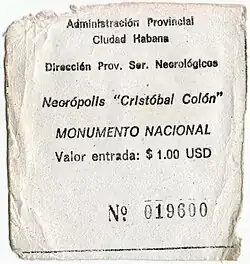 Administración Provincial
Ciudad Habana
Dirección Prov. Ser. Necrológicos
Necrópolis "Cristóbal Colón"
MONUMENTO NACIONAL
Valor entrada: $ 1.00 USD
Nº 019600